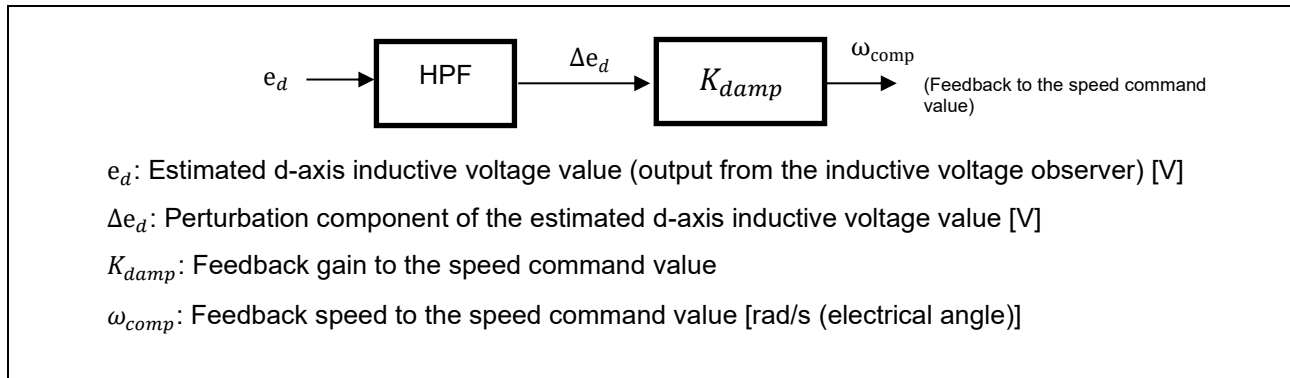 e_d
HPF
Δe_d
K_damp
ω_comp
(Feedback to the speed command
value)
e_d: Estimated d-axis inductive voltage value (output from the inductive voltage observer) [V]
Δe_d: Perturbation component of the estimated d-axis inductive voltage value [V]
K_damp: Feedback gain to the speed command value
ω_comp: Feedback speed to the speed command value [rad/s (electrical angle)]